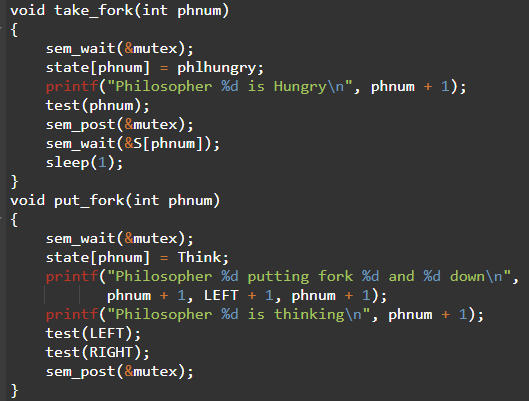 void take_fork(int phnum)
{
    sem_wait(&mutex);
    state[phnum] = phlhungry;
    printf("Philosopher %d is Hungry\n", phnum + 1);
    test(phnum);
    sem_post(&mutex);
    sem_wait(&S[phnum]);
    sleep(1);
}
void put_fork(int phnum)
{
    sem_wait(&mutex);
    state[phnum] = Think;
    printf("Philosopher %d putting fork %d and %d down\n",
           phnum + 1, LEFT + 1, phnum + 1);
    printf("Philosopher %d is thinking\n", phnum + 1);
    test(LEFT);
    test(RIGHT);
    sem_post(&mutex);
}